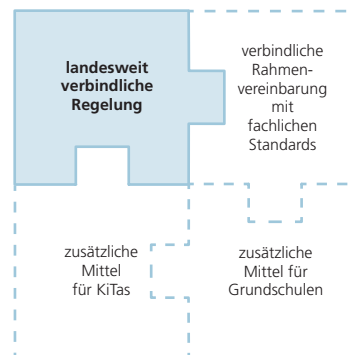 landesweit
verbindliche
Regelung
verbindliche
Rahmen-
vereinbarung
mit
fachlichen
Standards
zusätzliche
Mittel
für KiTas
zusätzliche
Mittel für
Grundschulen